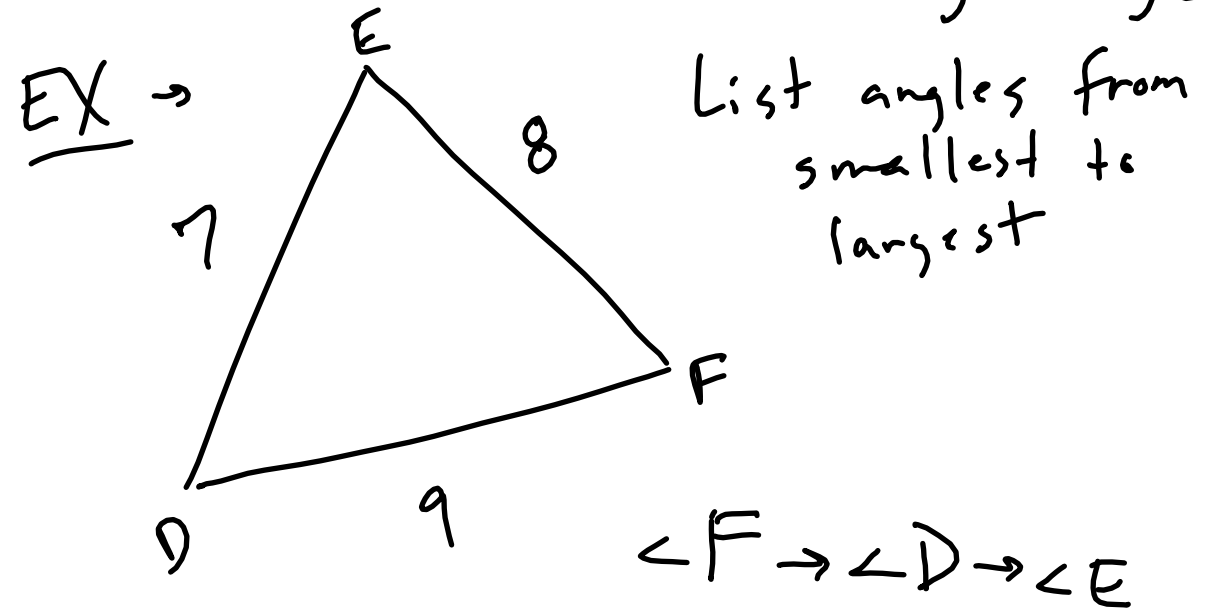 E
EX →
List angles from
8
smallest to
7
largest
F
9
D
<F → <D → <E